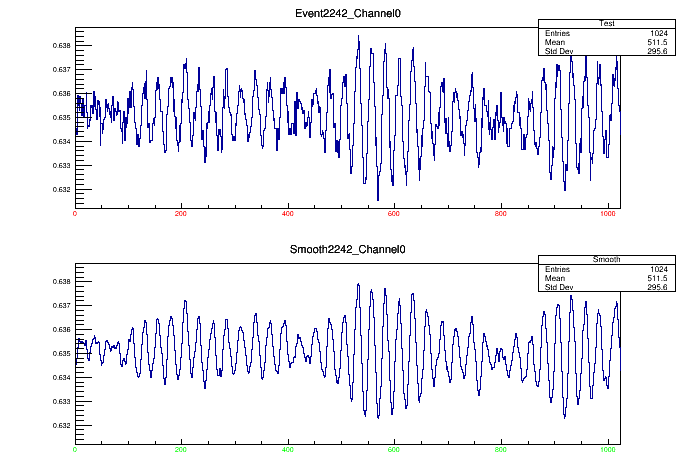 Event2242_Channel0
Test
Entries 1024
Mean 511.5
Std Dev 295.6
0.638
0.637
0.636
0.635
0.634
0.633
0.632
0 200 400 600 800 1000
Smooth2242_Channel0
Smooth
Entries 1024
Mean 511.5
Std Dev 295.6
0.638
0.637
0.636
0.635
0.634
0.633
0.632
0 200 400 600 800 1000